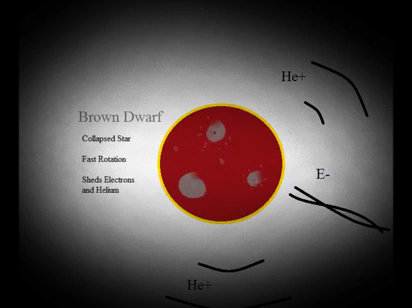 He+
Brown Dwarf
Collapsed Star
Fast Rotation
Sheds Electrons
and Helium
E-
He+